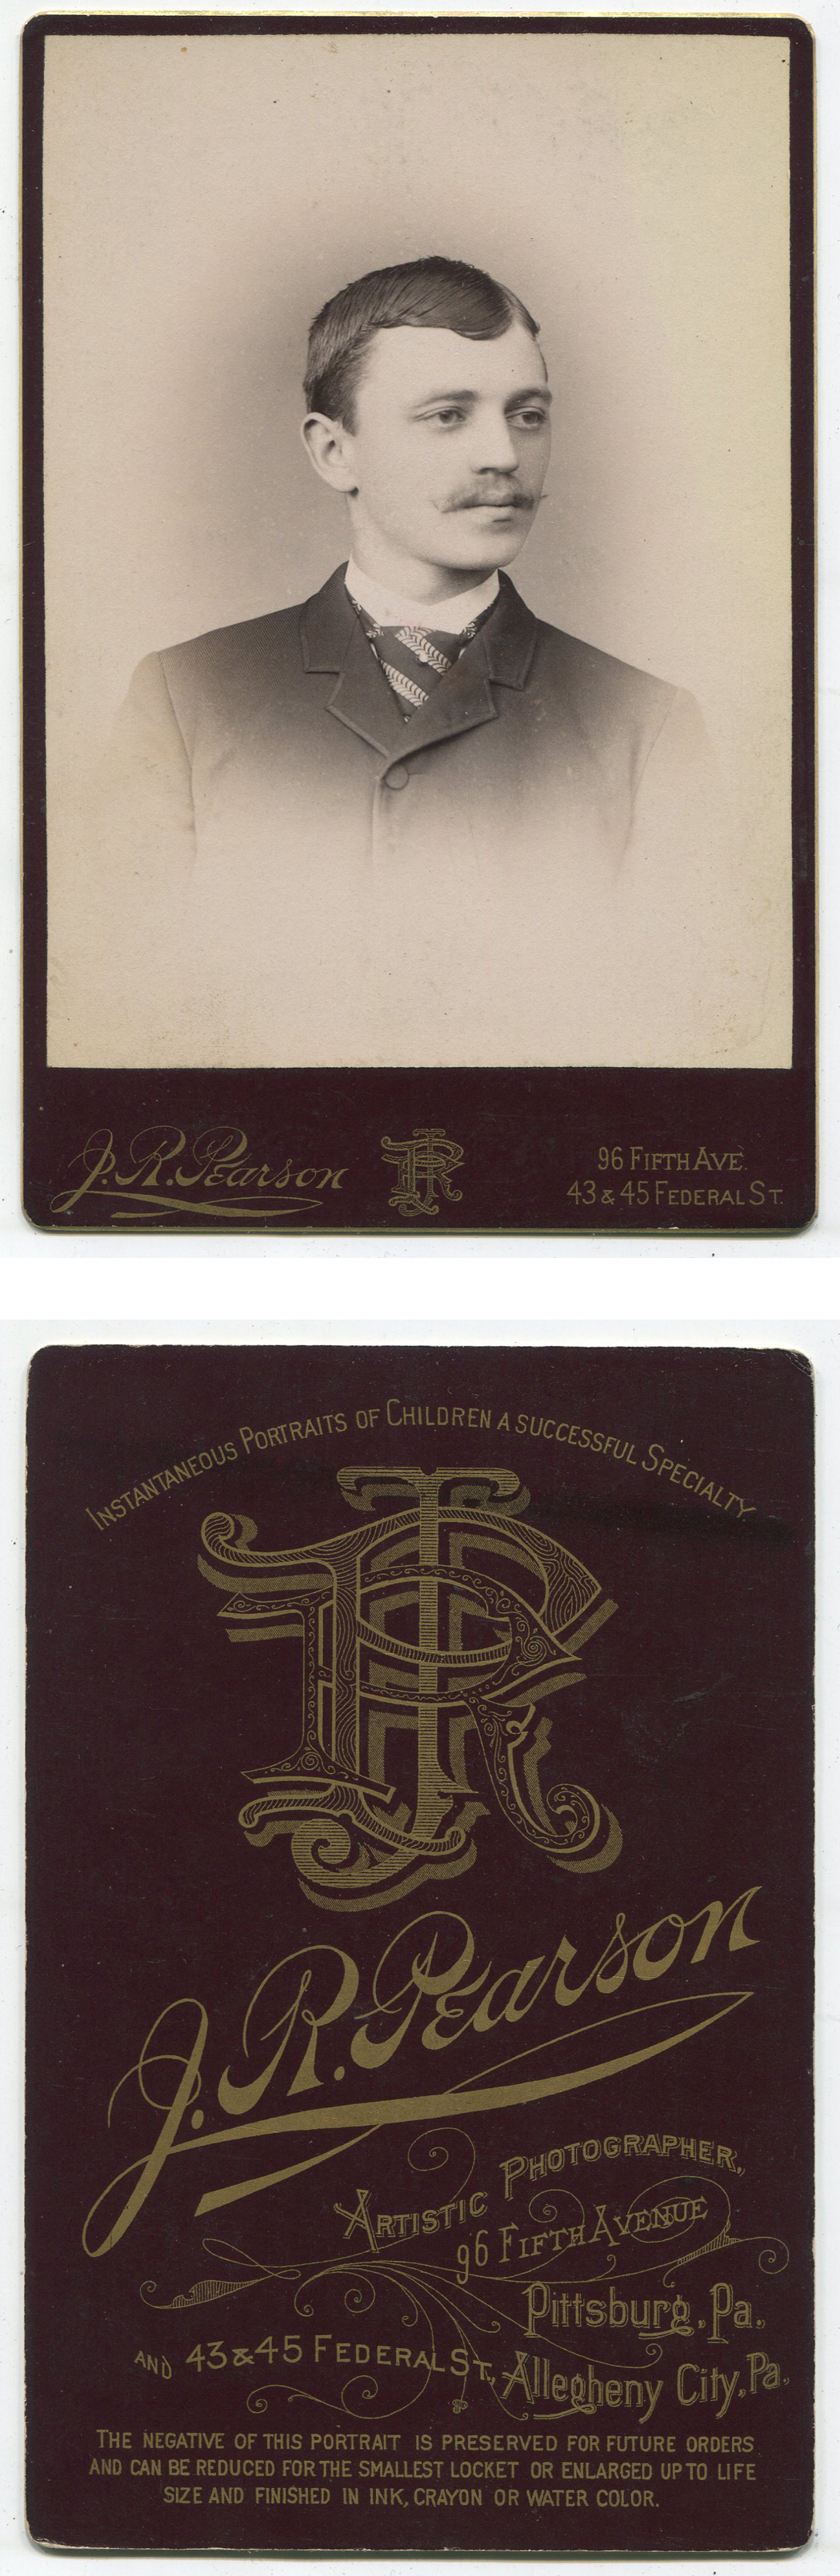 J. R. Pearson
JRP
96 FIFTH AVE.
43 & 45 FEDERAL ST.
INSTANTANEOUS PORTRAITS OF CHILDREN A SUCCESSFUL SPECIALTY.
JRP
J. R. Pearson
ARTISTIC PHOTOGRAPHER,
96 FIFTH AVENUE
Pittsburg, Pa.
AND 43 & 45 FEDERAL ST., Allegheny City, Pa.
THE NEGATIVE OF THIS PORTRAIT IS PRESERVED FOR FUTURE ORDERS
AND CAN BE REDUCED FOR THE SMALLEST LOCKET OR ENLARGED UP TO LIFE
SIZE AND FINISHED IN INK, CRAYON OR WATER COLOR.